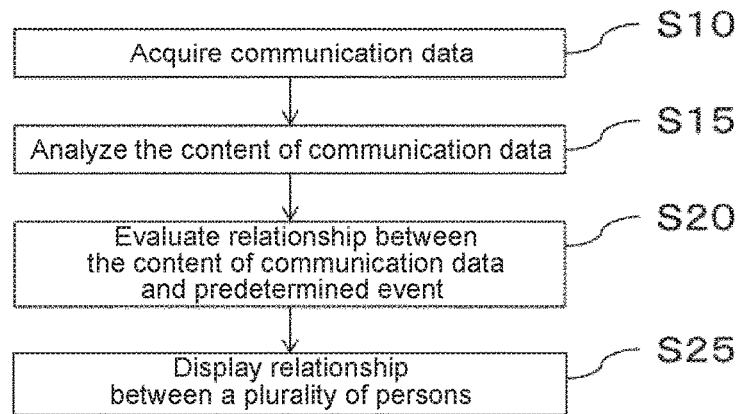 S10
Acquire communication data
S15
Analyze the content of communication data
S20
Evaluate relationship between
the content of communication data
and predetermined event
S25
Display relationship
between a plurality of persons